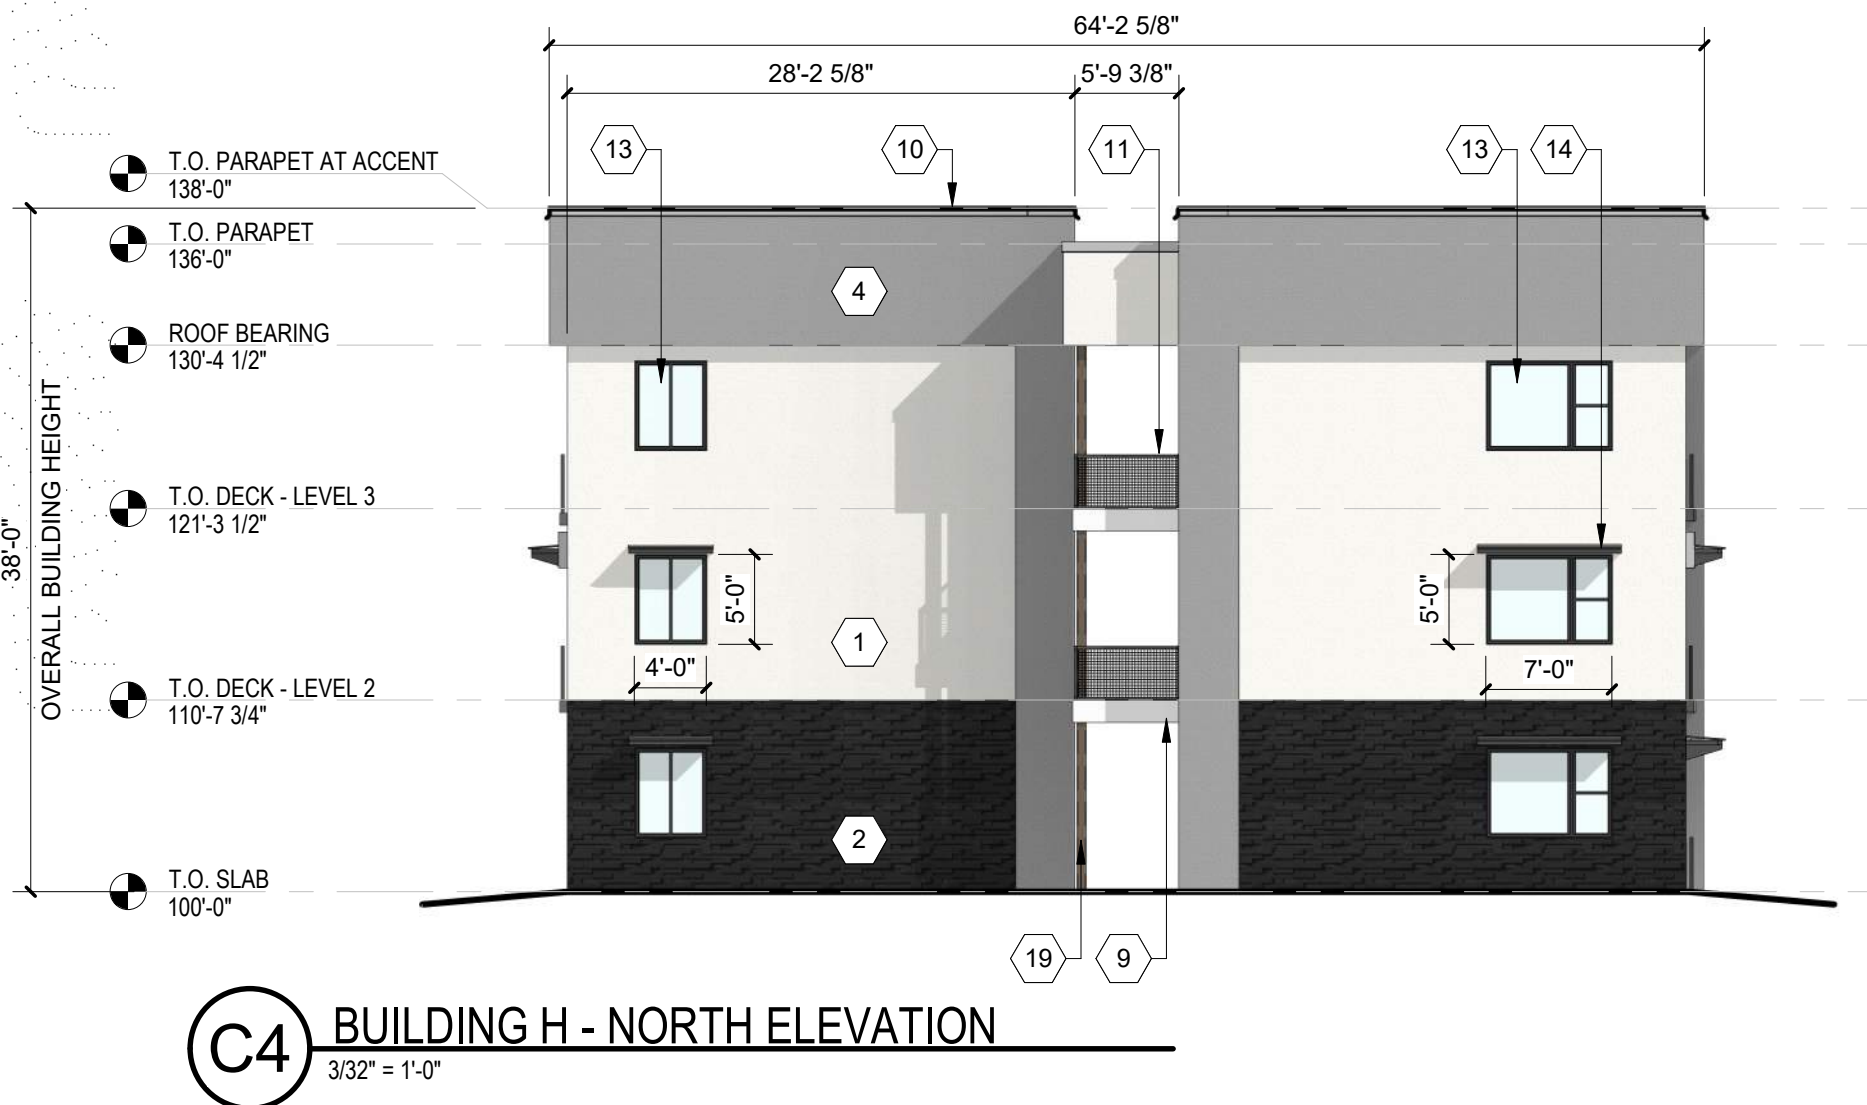 64'-2 5/8"
28'-2 5/8"
5'-9 3/8"
13
10
11
13
14
T.O. PARAPET AT ACCENT
138'-0"
T.O. PARAPET
136'-0"
4
ROOF BEARING
130'-4 1/2"
T.O. DECK - LEVEL 3
121'-3 1/2"
38'-0"
OVERALL BUILDING HEIGHT
5'-0"
5'-0"
1
4'-0"
7'-0"
T.O. DECK - LEVEL 2
110'-7 3/4"
2
T.O. SLAB
100'-0"
19
9
C4
BUILDING H - NORTH ELEVATION
3/32" = 1'-0"